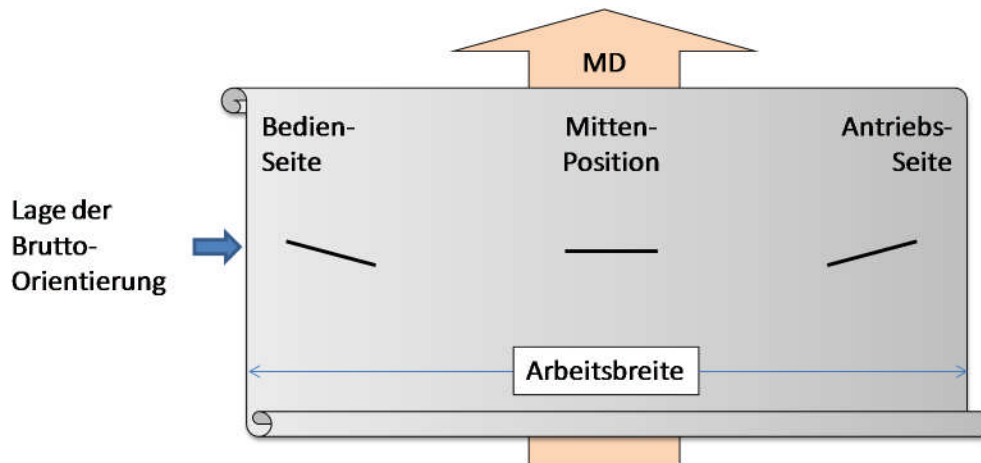 MD
Bedien-
Seite
Mitten-
Position
Antriebs-
Seite
Lage der
Brutto-
Orientierung
Arbeitsbreite